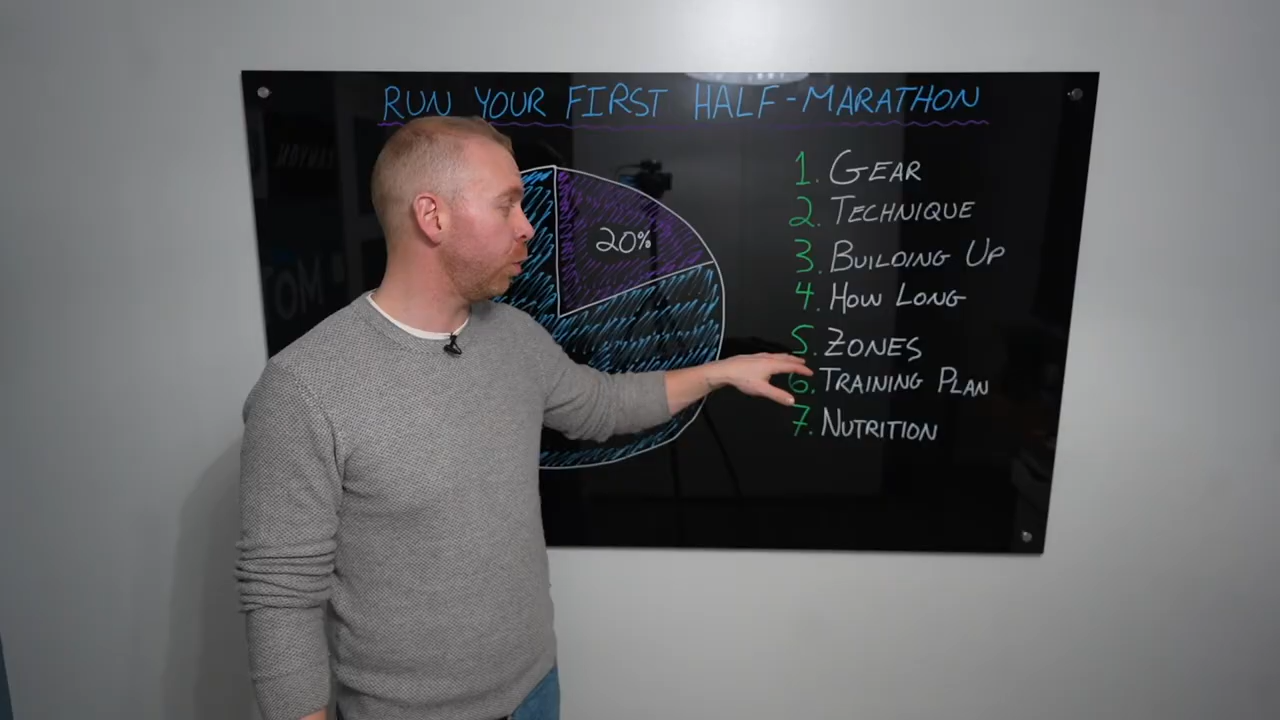 RUN YOUR FIRST HALF-MARATHON
20%
1. GEAR
2. TECHNIQUE
3. BUILDING UP
4. HOW LONG
5. ZONES
6. TRAINING PLAN
7. NUTRITION